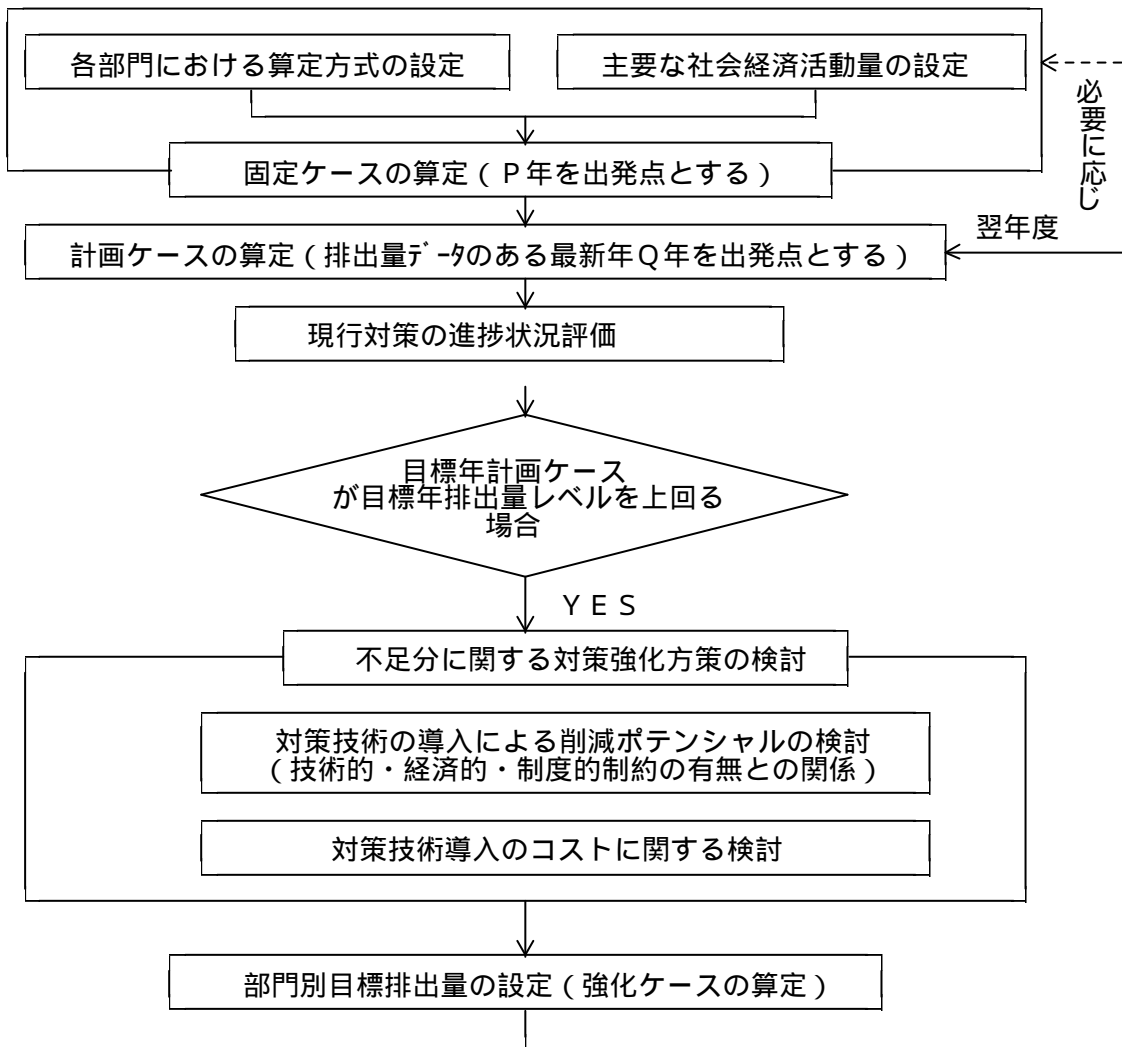 各部門における算定方式の設定
主要な社会経済活動量の設定
必要に応じ
固定ケースの算定（Ｐ年を出発点とする）
翌年度
計画ケースの算定（排出量ﾃﾞｰﾀのある最新年Ｑ年を出発点とする）
現行対策の進捗状況評価
目標年計画ケース
が目標年排出量レベルを上回る
場合
ＹＥＳ
不足分に関する対策強化方策の検討
対策技術の導入による削減ポテンシャルの検討
（技術的・経済的・制度的制約の有無との関係）
対策技術導入のコストに関する検討
部門別目標排出量の設定（強化ケースの算定）